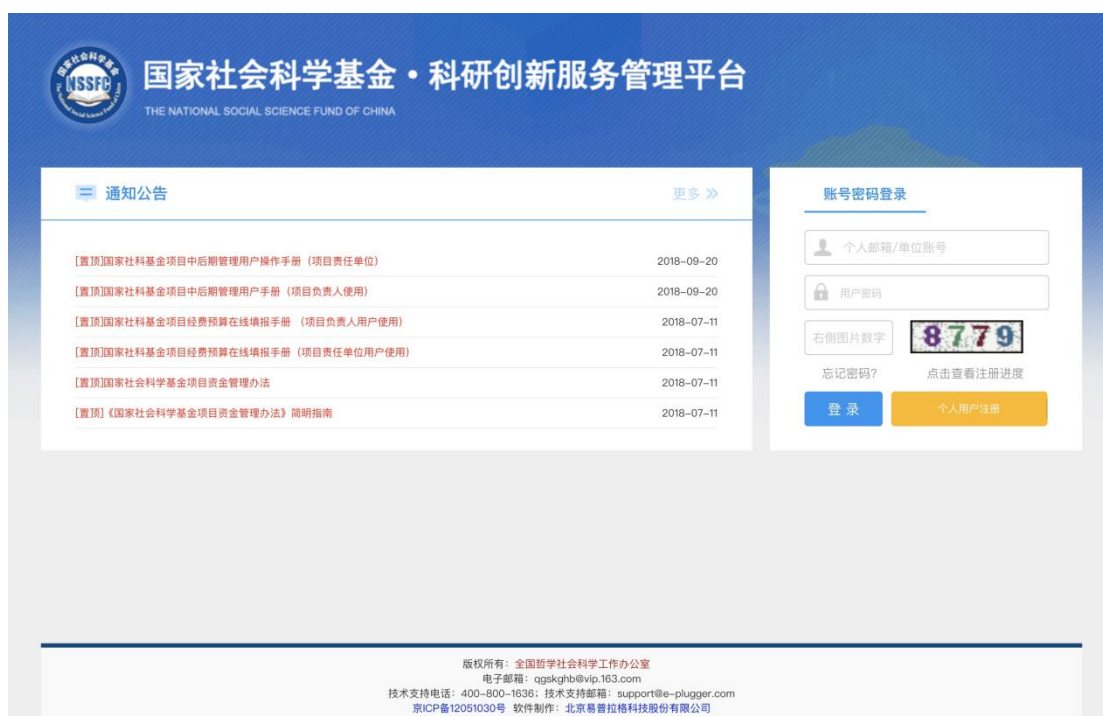 国家社会科学基金
NSSFC
The National Social Science Fund of China
国家社会科学基金·科研创新服务管理平台
THE NATIONAL SOCIAL SCIENCE FUND OF CHINA
通知公告
更多 »
[置顶]国家社科基金项目中后期管理用户操作手册（项目责任单位）
2018-09-20
[置顶]国家社科基金项目中后期管理用户手册（项目负责人使用）
2018-09-20
[置顶]国家社科基金项目经费预算在线填报手册 （项目负责人用户使用）
2018-07-11
[置顶]国家社科基金项目经费预算在线填报手册（项目责任单位用户使用）
2018-07-11
[置顶]国家社会科学基金项目资金管理办法
2018-07-11
[置顶]《国家社会科学基金项目资金管理办法》简明指南
2018-07-11
账号密码登录
个人邮箱/单位账号
用户密码
右侧图片数字
8779
忘记密码?
点击查看注册进度
登 录
个人用户注册
版权所有：全国哲学社会科学工作办公室
电子邮箱：qgskghb@vip.163.com
技术支持电话：400-800-1636；技术支持邮箱：support@e-plugger.com
京ICP备12051030号 软件制作：北京易普拉格科技股份有限公司